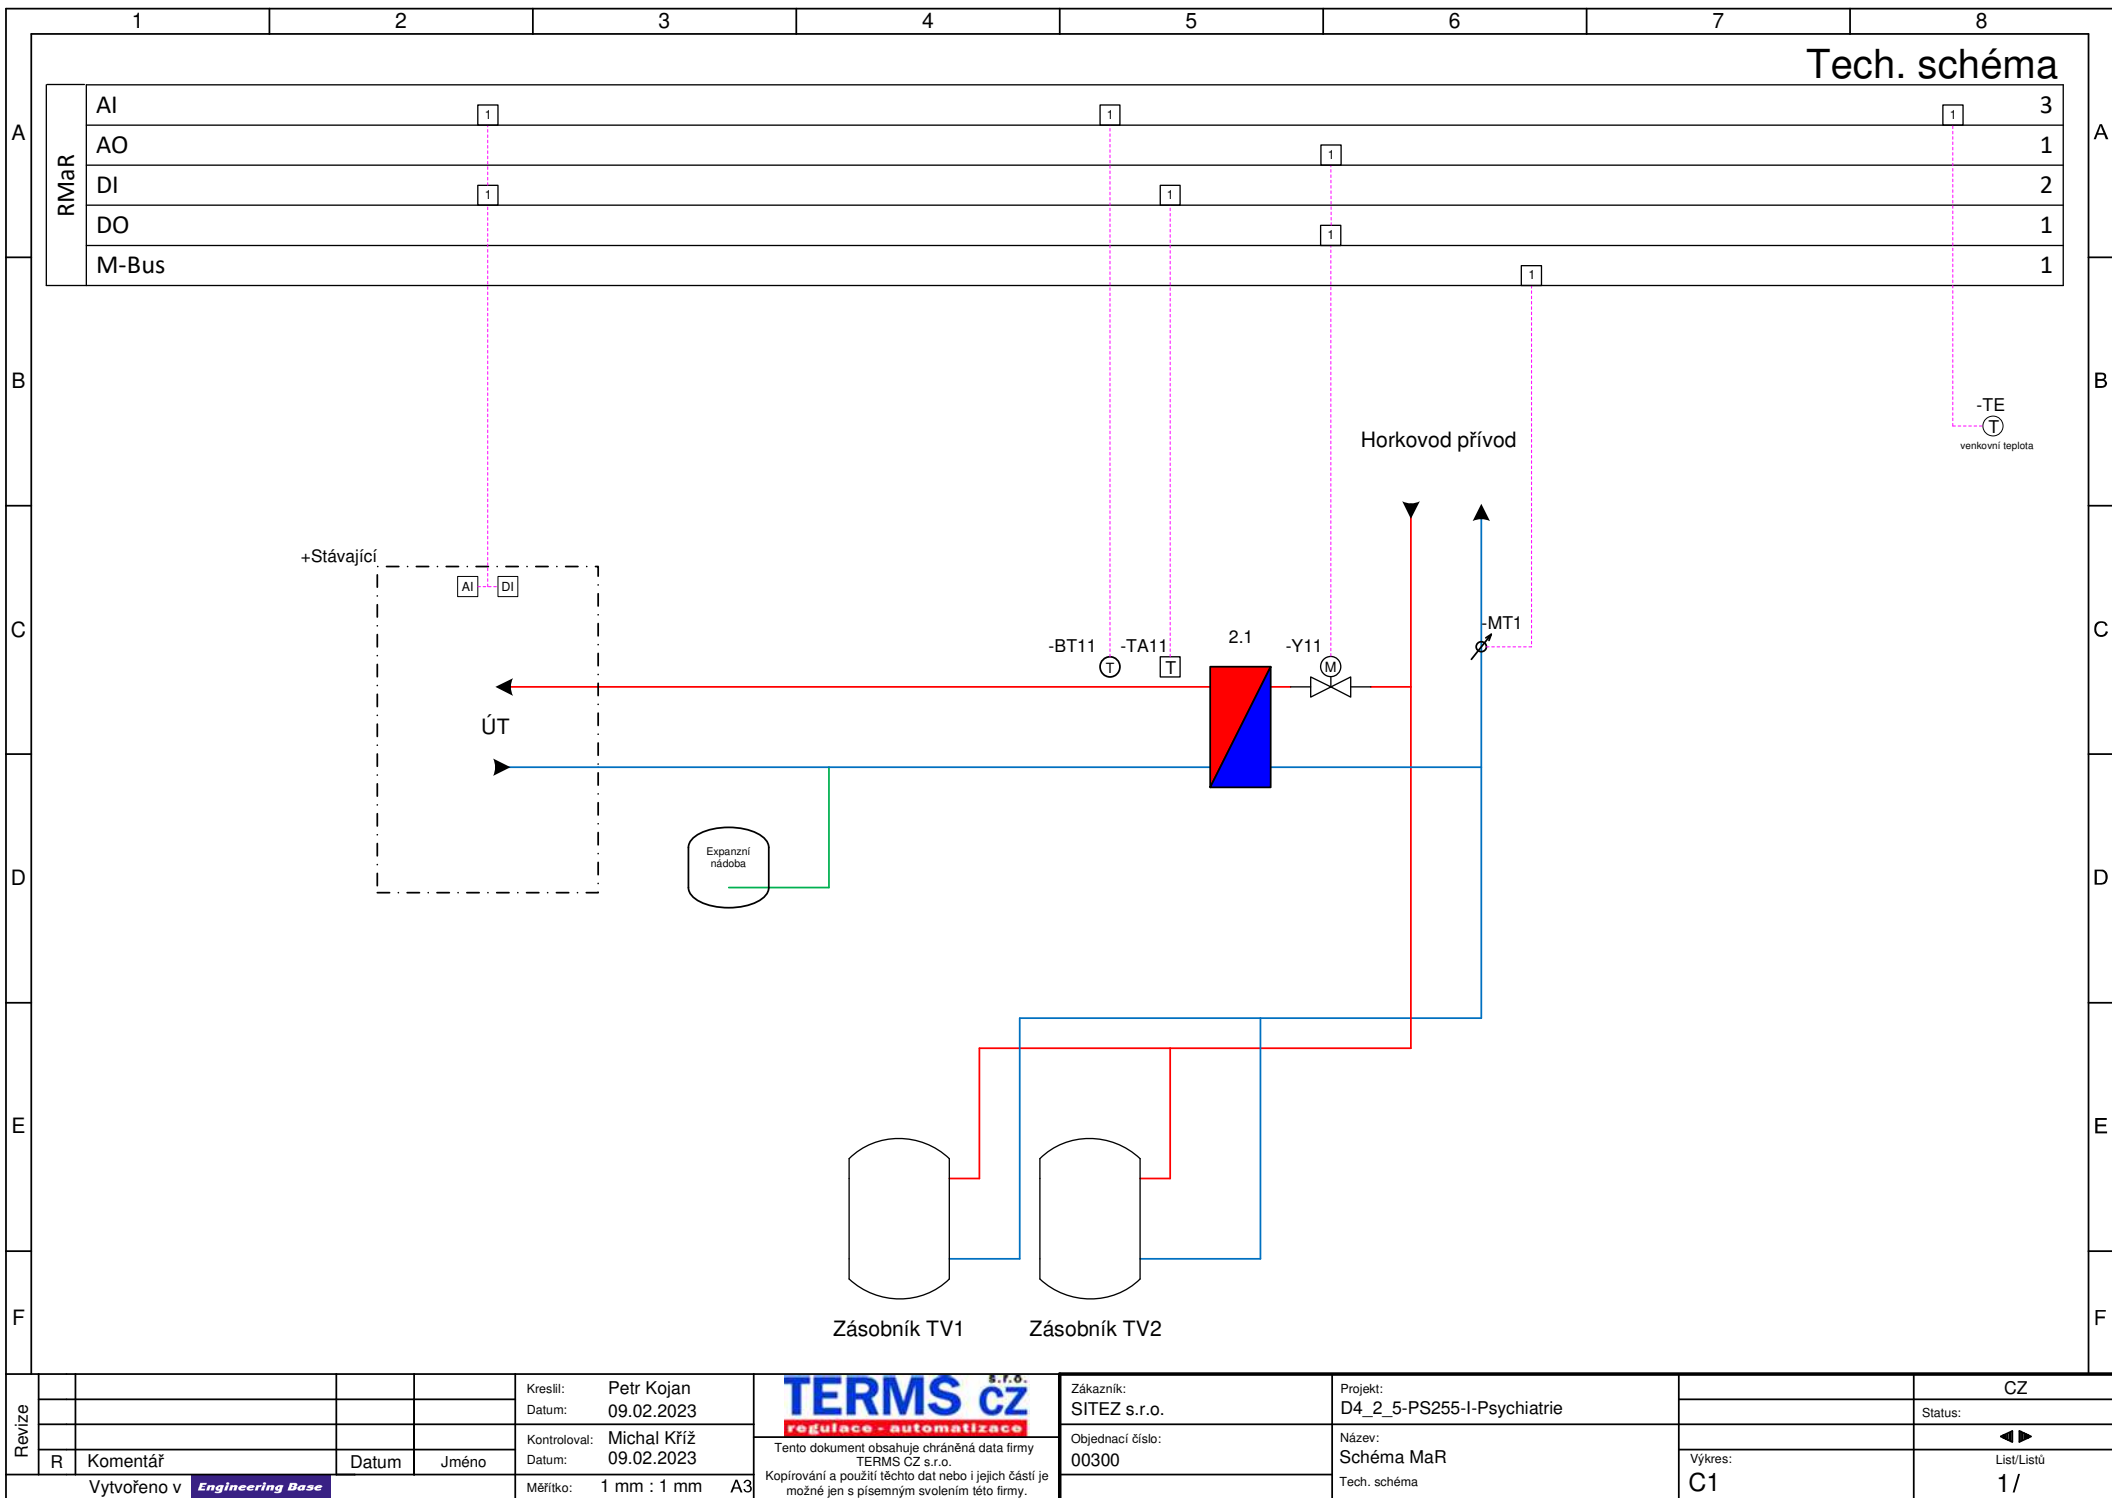 1 2 3 4 5 6 7 8
Tech. schéma
A A
B B
C C
D D
E E
F F
RMaR
AI 1 1 1 3
AO 1 1
DI 1 1 2
DO 1 1
M-Bus 1 1
-TE
T
venkovní teplota
Horkovod přívod
+Stávající
AI DI
-MT1
2.1
-BT11 -TA11 -Y11
T T M
ÚT
Expanzní
nádoba
Zásobník TV1 Zásobník TV2
Revize
R Komentář Datum Jméno
Vytvořeno v Engineering Base
Kreslil: Petr Kojan
Datum: 09.02.2023
Kontroloval: Michal Kříž
Datum: 09.02.2023
Měřítko: 1 mm : 1 mm A3
TERMS CZ s.r.o.
regulace - automatizace
Tento dokument obsahuje chráněná data firmy
TERMS CZ s.r.o.
Kopírování a použití těchto dat nebo i jejich částí je
možné jen s písemným svolením této firmy.
Zákazník:
SITEZ s.r.o.
Objednací číslo:
00300
Projekt:
D4_2_5-PS255-I-Psychiatrie
Název:
Schéma MaR
Tech. schéma
Výkres:
C1
CZ
Status:
List/Listů
1/